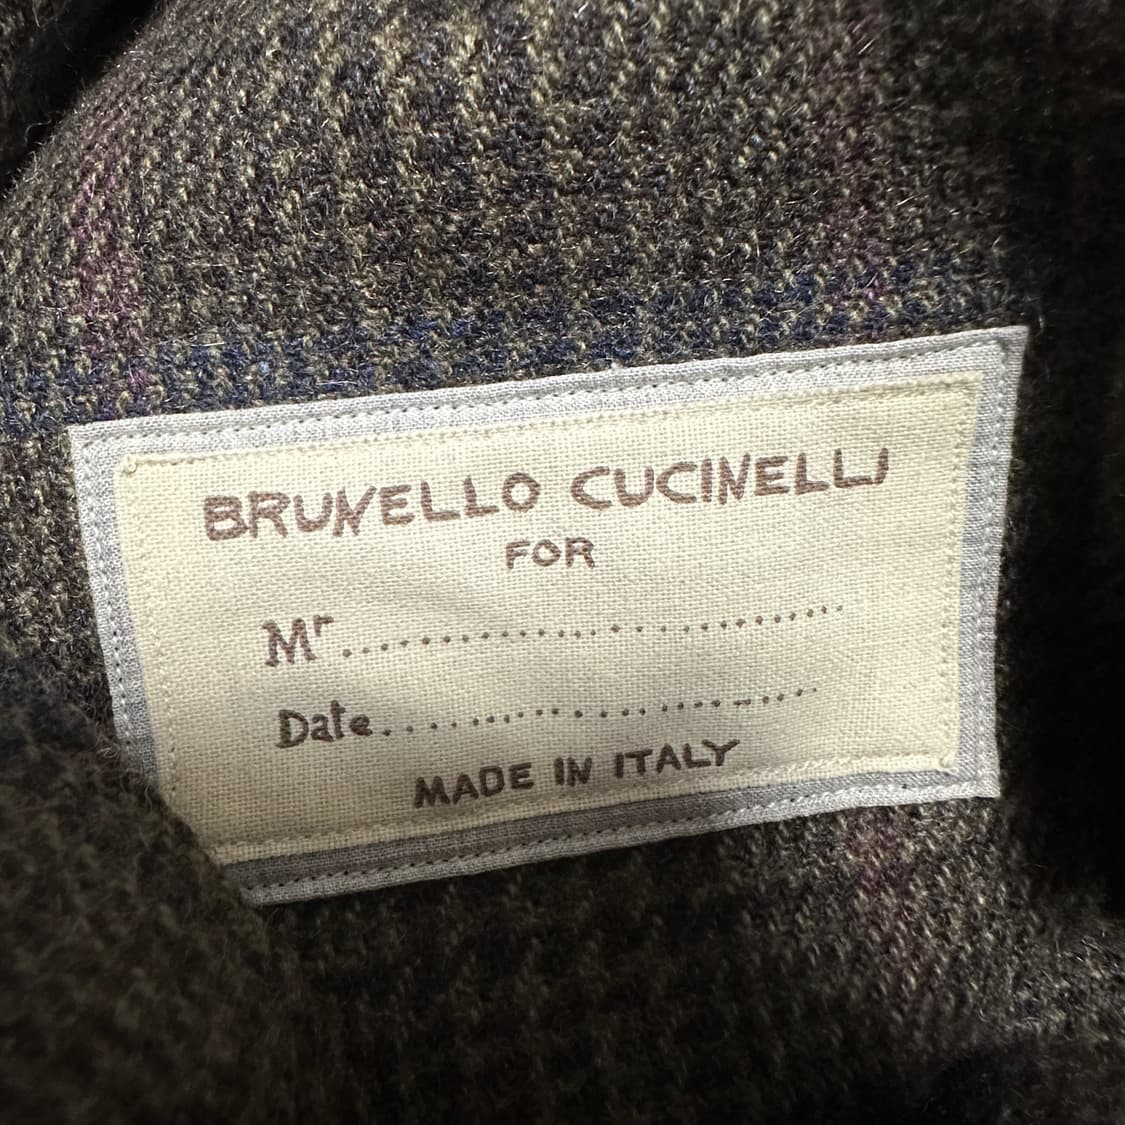 BRUNELLO CUCINELLI
FOR
Mr..............................
Date..........................
MADE IN ITALY